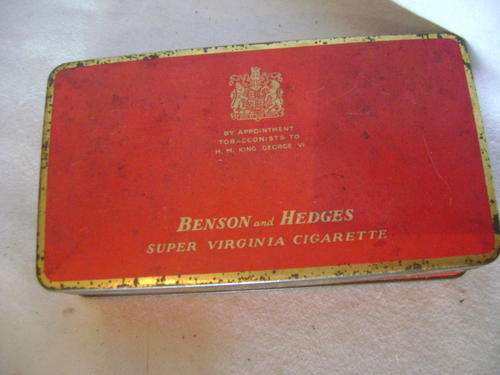 BY APPOINTMENT
TOBACCONISTS TO
H. M. KING GEORGE VI
BENSON and HEDGES
SUPER VIRGINIA CIGARETTE